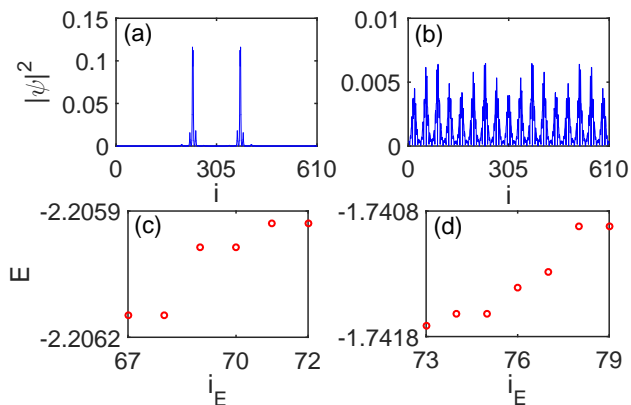 0.15
0.1
0.05
0
|ψ|²
(a)
0 305 610
i
0.01
0.005
0
(b)
0 305 610
i
-2.2059
-2.2062
E
(c)
67 70 72
i_E
-1.7408
-1.7418
(d)
73 76 79
i_E